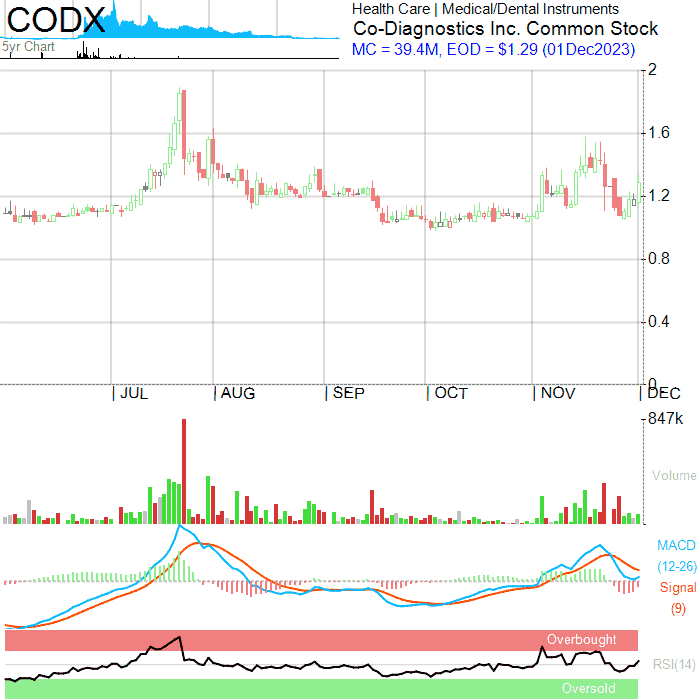 CODX
5yr Chart
Health Care | Medical/Dental Instruments
Co-Diagnostics Inc. Common Stock
MC = 39.4M, EOD = $1.29 (01Dec2023)
2
1.6
1.2
0.8
0.4
0
| JUL | AUG | SEP | OCT | NOV | DEC
847k
Volume
MACD
(12-26)
Signal
(9)
Overbought
RSI(14)
Oversold